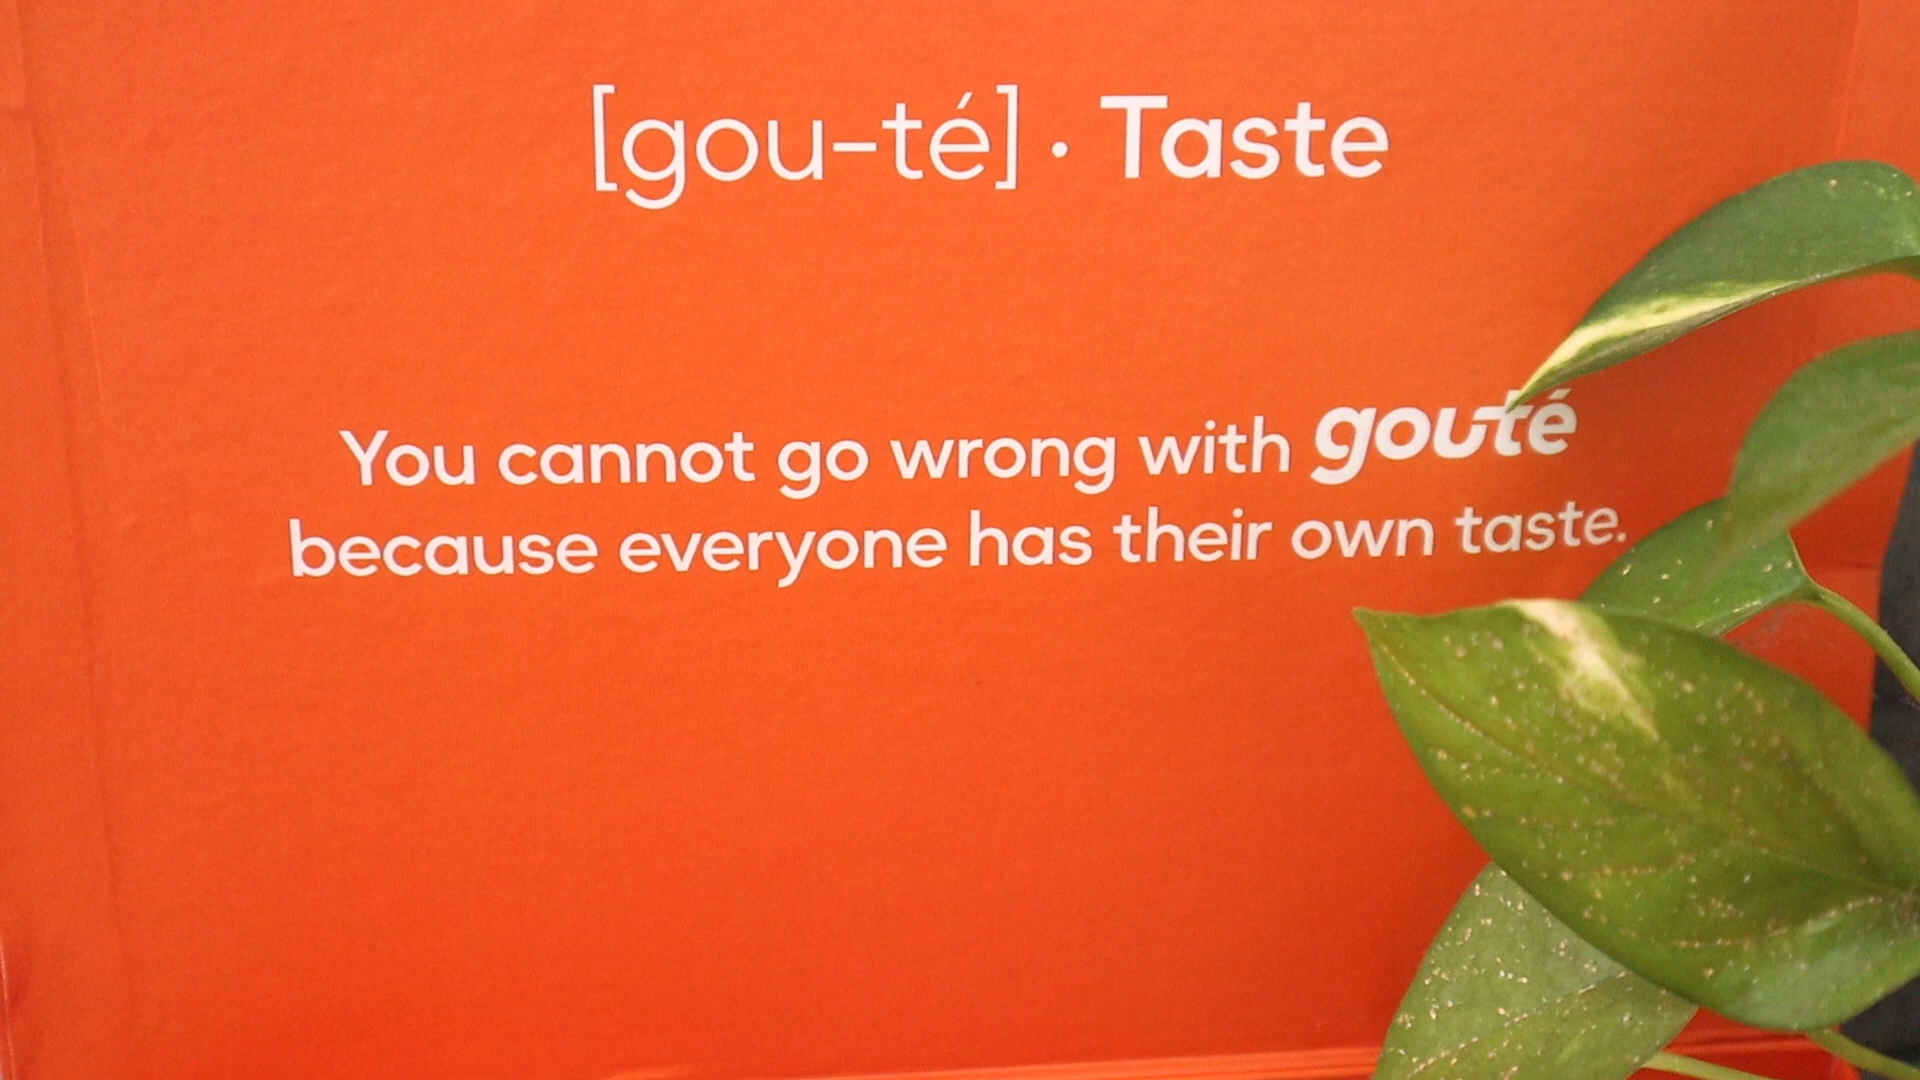 [gou-té] · Taste
You cannot go wrong with gouté
because everyone has their own taste.